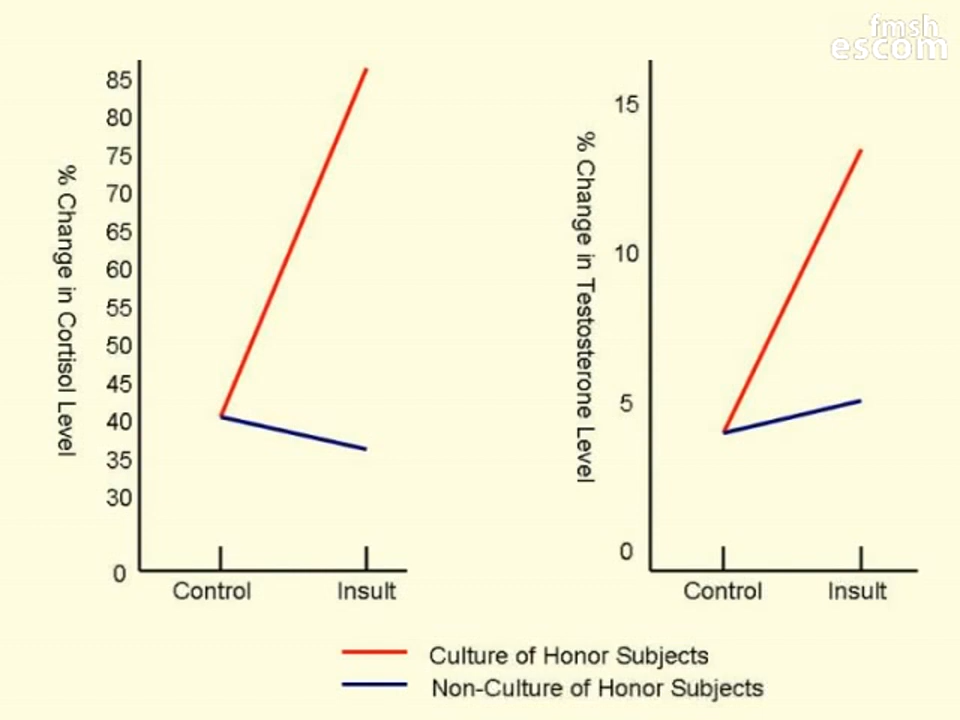 fmsh
escom
% Change in Cortisol Level
85
80
75
70
65
60
55
50
45
40
35
30
0
Control Insult
% Change in Testosterone Level
15
10
5
0
Control Insult
Culture of Honor Subjects
Non-Culture of Honor Subjects